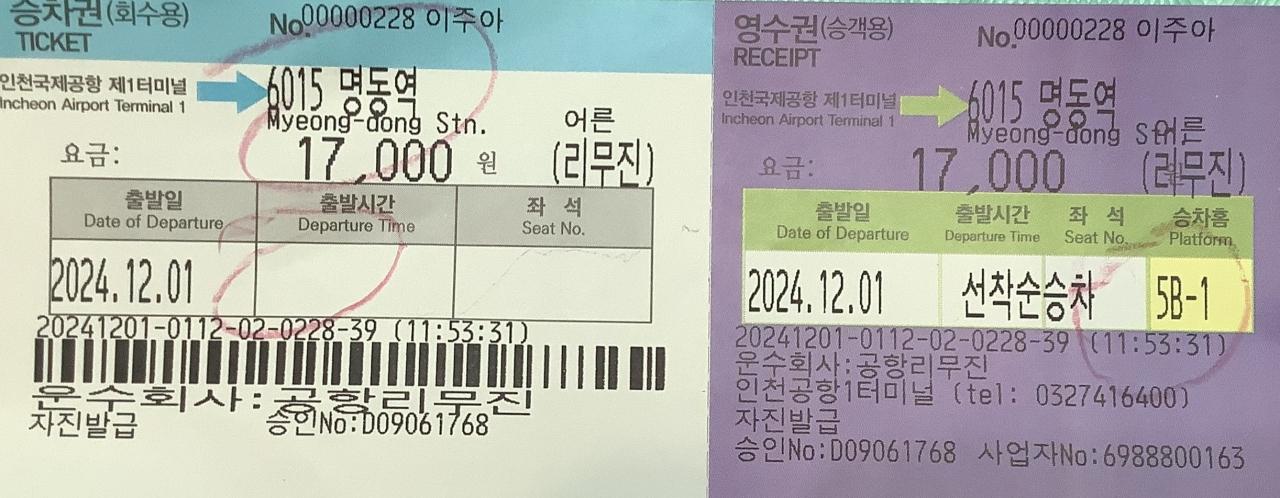 승차권(회수용)
TICKET
No.00000228 이주아
인천국제공항 제1터미널
Incheon Airport Terminal 1
6015 명동역
Myeong-dong Stn.
어른
요금:
17,000 원
(리무진)
출발일
Date of Departure
출발시간
Departure Time
좌 석
Seat No.
2024.12.01
20241201-0112-02-0228-39 (11:53:31)
운수회사:공항리무진
자진발급
승인No:D09061768
영수권(승객용)
RECEIPT
No.00000228 이주아
인천국제공항 제1터미널
Incheon Airport Terminal 1
6015 명동역
Myeong-dong Stn.
어른
요금:
17,000 원
(리무진)
출발일
Date of Departure
출발시간
Departure Time
좌 석
Seat No.
승차홈
Platform
2024.12.01
선착순승차
5B-1
20241201-0112-02-0228-39 (11:53:31)
운수회사:공항리무진
인천공항1터미널 (tel: 0327416400)
자진발급
승인No:D09061768 사업자No:6988800163